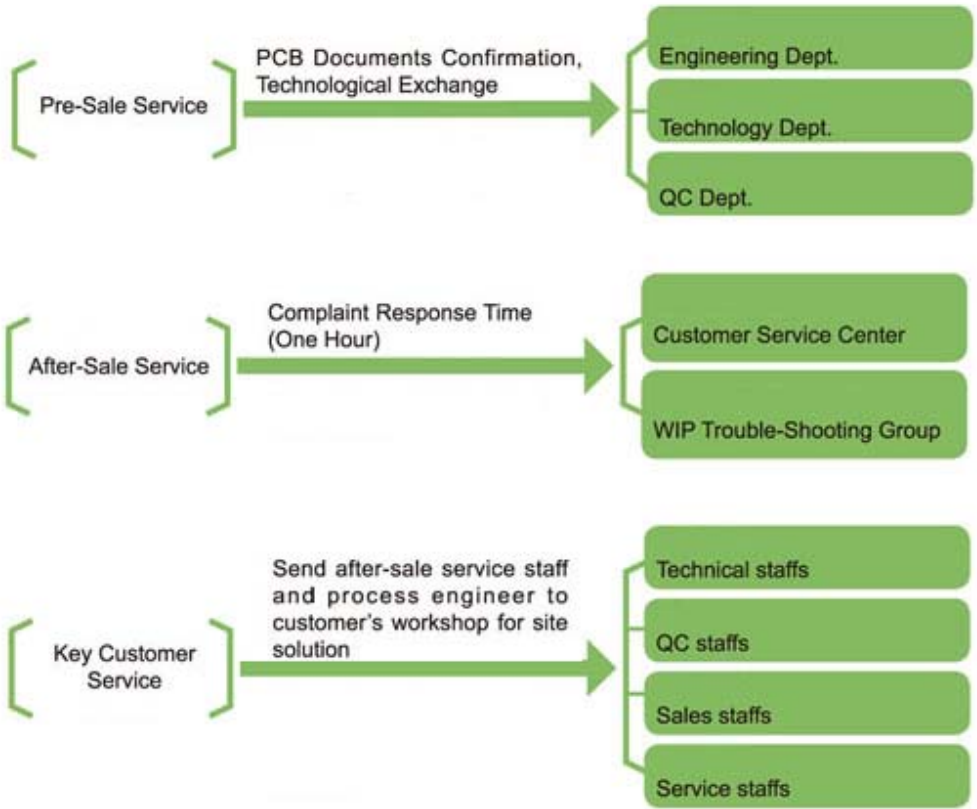 Pre-Sale Service
PCB Documents Confirmation,
Technological Exchange
Engineering Dept.
Technology Dept.
QC Dept.
After-Sale Service
Complaint Response Time
(One Hour)
Customer Service Center
WIP Trouble-Shooting Group
Key Customer
Service
Send after-sale service staff
and process engineer to
customer's workshop for site
solution
Technical staffs
QC staffs
Sales staffs
Service staffs